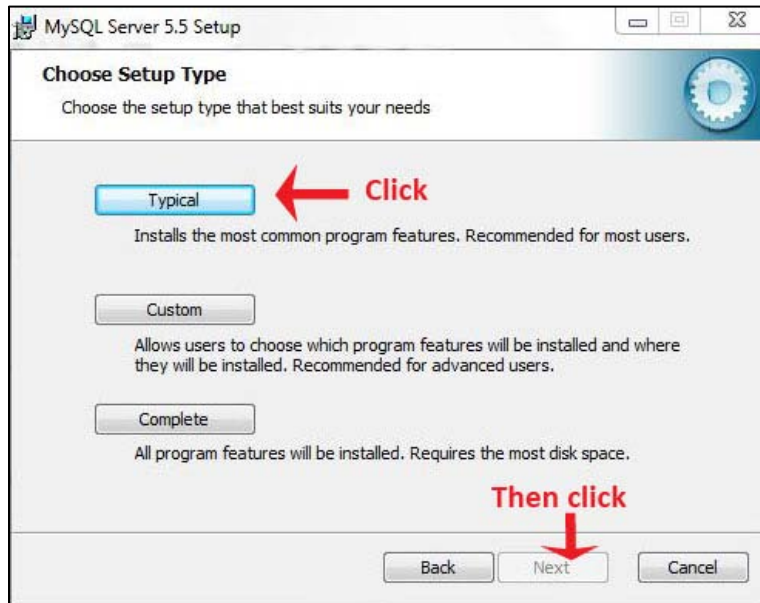 MySQL Server 5.5 Setup
Choose Setup Type
Choose the setup type that best suits your needs
Typical
Click
Installs the most common program features. Recommended for most users.
Custom
Allows users to choose which program features will be installed and where
they will be installed. Recommended for advanced users.
Complete
All program features will be installed. Requires the most disk space.
Then click
Back
Next
Cancel